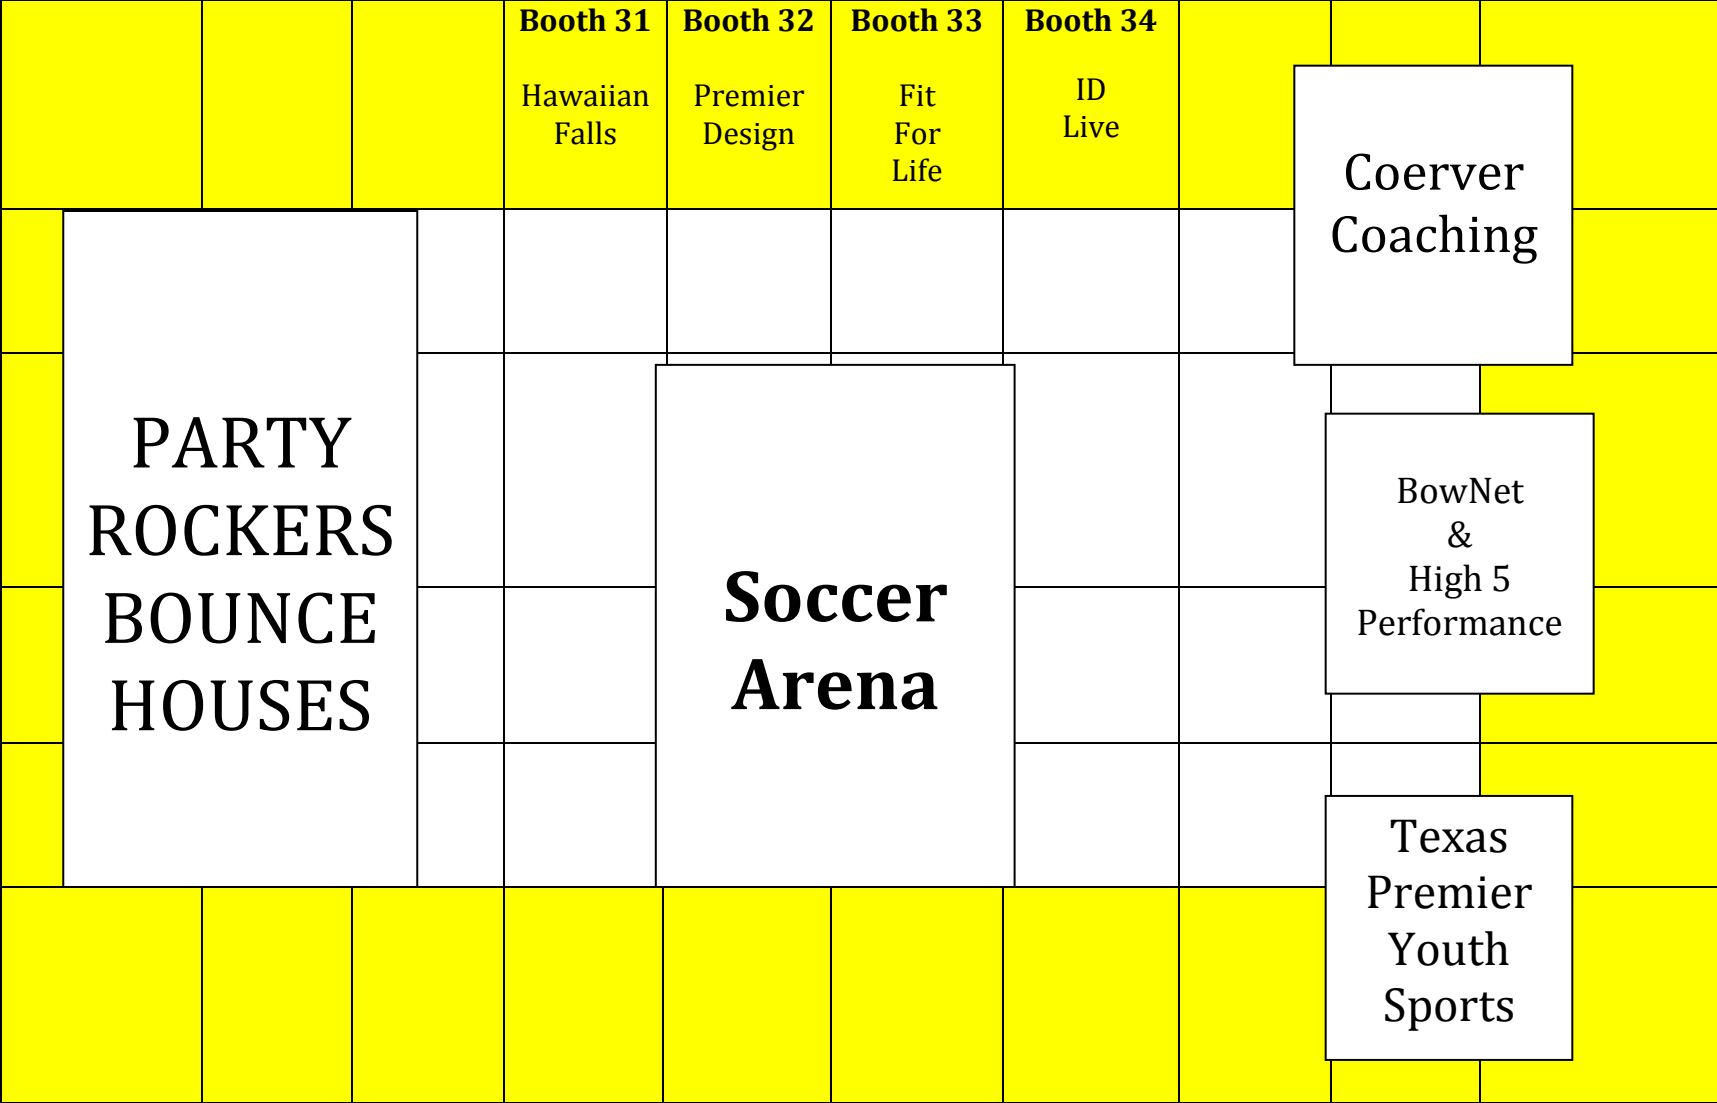 Booth 31
Hawaiian
Falls
Booth 32
Premier
Design
Booth 33
Fit
For
Life
Booth 34
ID
Live
Coerver
Coaching
PARTY
ROCKERS
BOUNCE
HOUSES
Soccer
Arena
BowNet
&
High 5
Performance
Texas
Premier
Youth
Sports